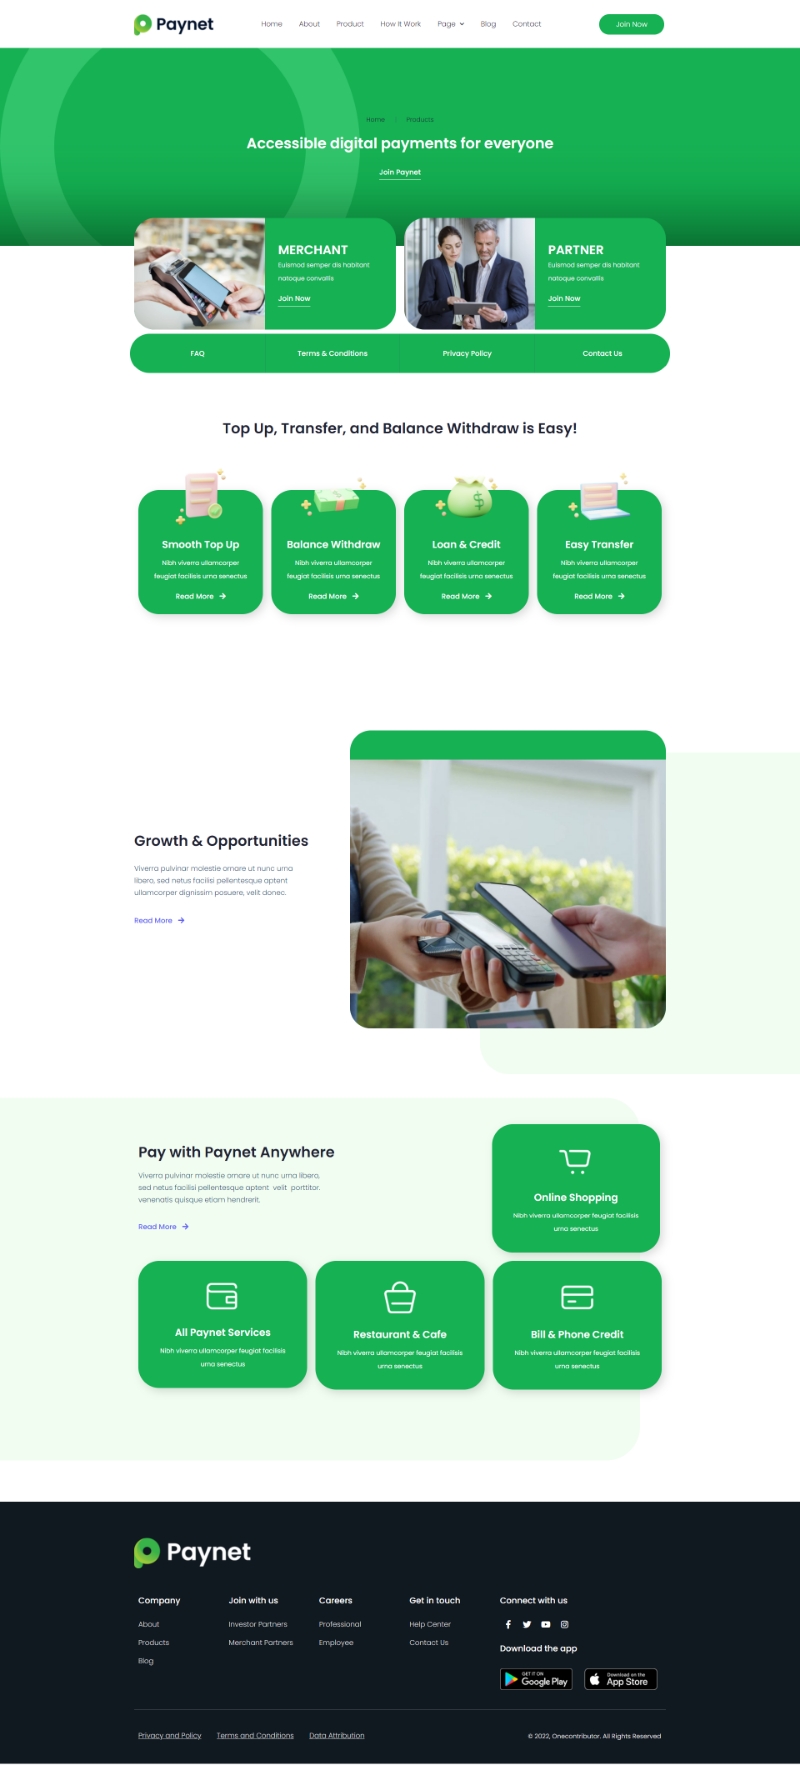 Paynet
Home About Product How It Work Page Blog Contact
Join Now
Home Products
Accessible digital payments for everyone
Join Paynet
MERCHANT
Euismod semper dis habitant
natoque convallis
Join Now
PARTNER
Euismod semper dis habitant
natoque convallis
Join Now
FAQ Terms & Conditions Privacy Policy Contact Us
Top Up, Transfer, and Balance Withdraw is Easy!
Smooth Top Up
Nibh viverra ullamcorper
feugiat facilisis urna senectus
Read More
Balance Withdraw
Nibh viverra ullamcorper
feugiat facilisis urna senectus
Read More
Loan & Credit
Nibh viverra ullamcorper
feugiat facilisis urna senectus
Read More
Easy Transfer
Nibh viverra ullamcorper
feugiat facilisis urna senectus
Read More
Growth & Opportunities
Viverra pulvinar molestie ornare ut nunc urna
libero, sed netus facilisi pellentesque aptent
ullamcorper dignissim posuere, velit donec.
Read More
Pay with Paynet Anywhere
Viverra pulvinar molestie ornare ut nunc urna libero,
sed netus facilisi pellentesque aptent velit porttitor.
venenatis quisque etiam hendrerit.
Read More
Online Shopping
Nibh viverra ullamcorper feugiat facilisis
urna senectus
All Paynet Services
Nibh viverra ullamcorper feugiat facilisis
urna senectus
Restaurant & Cafe
Nibh viverra ullamcorper feugiat facilisis
urna senectus
Bill & Phone Credit
Nibh viverra ullamcorper feugiat facilisis
urna senectus
Paynet
Company
About
Products
Blog
Join with us
Investor Partners
Merchant Partners
Careers
Professional
Employee
Get in touch
Help Center
Contact Us
Connect with us
Download the app
GET IT ON
Google Play
Download on the
App Store
Privacy and Policy Terms and Conditions Data Attribution
© 2022, Onecontributor. All Rights Reserved